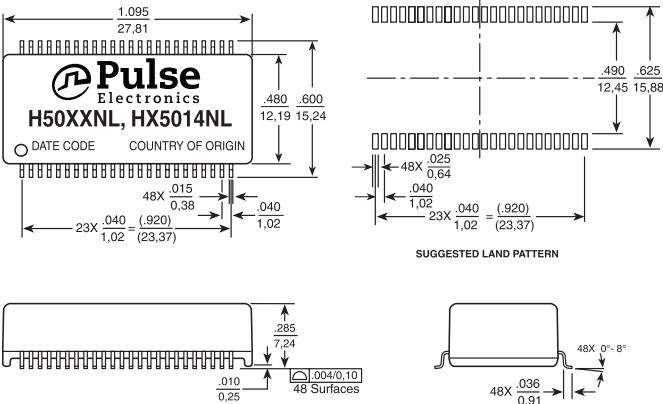 1.095
27,81
Pulse
Electronics
H50XXNL, HX5014NL
DATE CODE COUNTRY OF ORIGIN
.480
12,19
.600
15,24
48X .015
0,38
.040
1,02
23X .040 = (.920)
1,02 (23,37)
.490
12,45
.625
15,88
48X .025
0,64
.040
1,02
23X .040 = (.920)
1,02 (23,37)
SUGGESTED LAND PATTERN
.285
7,24
.010
0,25
.004/0,10
48 Surfaces
48X 0°- 8°
48X .036
0,91